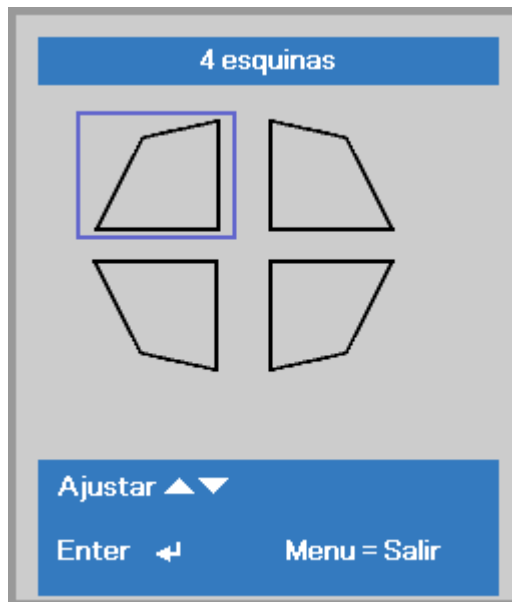 4 esquinas
Ajustar ▲▼
Enter ↵ Menu = Salir